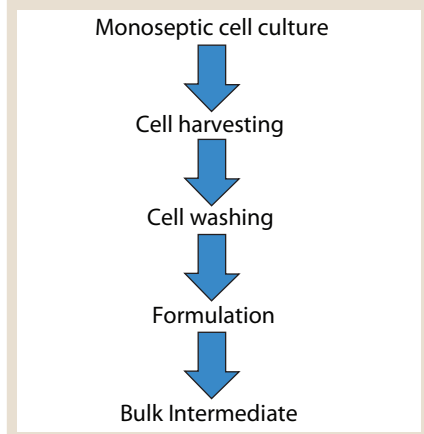 Monoseptic cell culture
Cell harvesting
Cell washing
Formulation
Bulk Intermediate